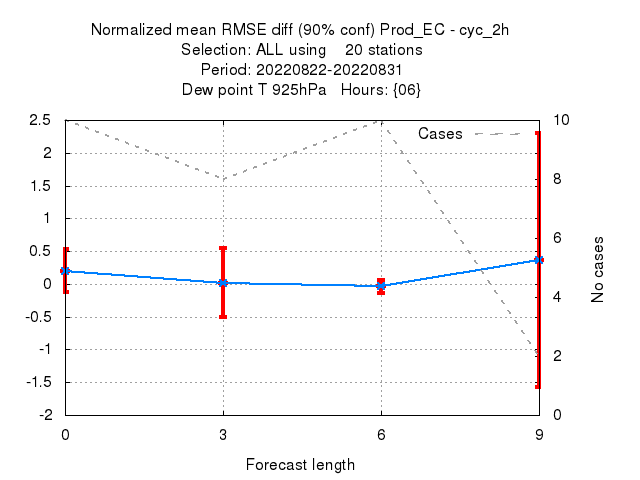 Normalized mean RMSE diff (90% conf) Prod_EC - cyc_2h
Selection: ALL using    20 stations
Period: 20220822-20220831
Dew point T 925hPa   Hours: {06}
Cases
2.5
2
1.5
1
0.5
0
-0.5
-1
-1.5
-2
10
8
6
4
2
0
No cases
0 3 6 9
Forecast length